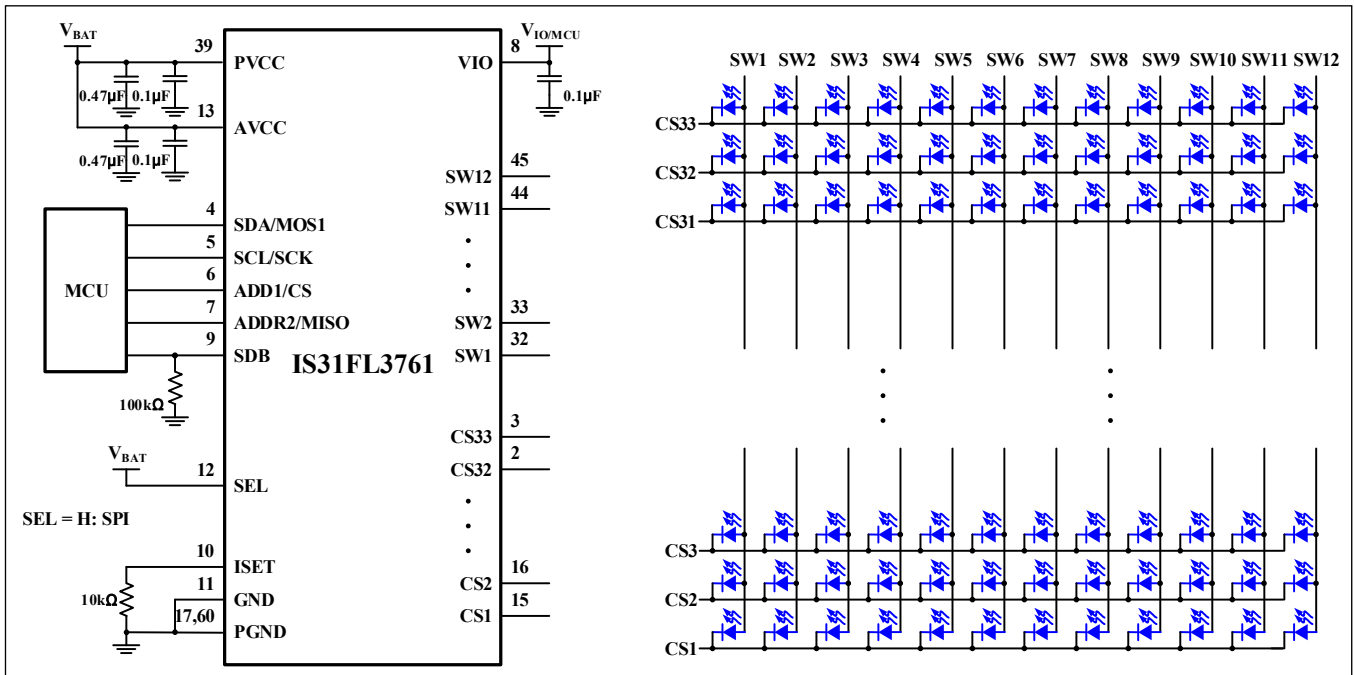 V_BAT
39
PVCC
0.47µF 0.1µF
13
AVCC
0.47µF 0.1µF
MCU
4
SDA/MOS1
5
SCL/SCK
6
ADD1/CS
7
ADDR2/MISO
9
SDB
100kΩ
V_BAT
12
SEL
SEL = H: SPI
10
ISET
10kΩ
11
GND
17,60
PGND
IS31FL3761
8
VIO
V_IO/MCU
0.1µF
45
SW12
44
SW11
33
SW2
32
SW1
3
CS33
2
CS32
16
CS2
15
CS1
SW1 SW2 SW3 SW4 SW5 SW6 SW7 SW8 SW9 SW10 SW11 SW12
CS33
CS32
CS31
CS3
CS2
CS1